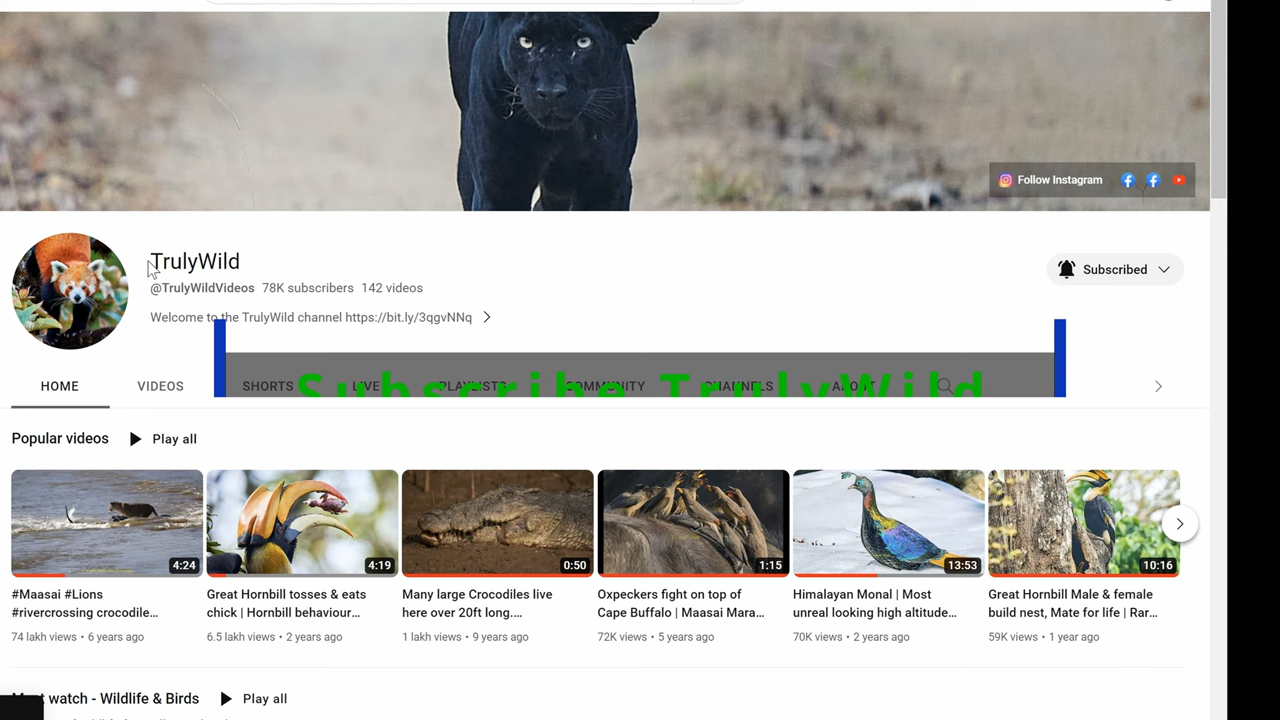 Follow Instagram
TrulyWild
@TrulyWildVideos 78K subscribers 142 videos
Welcome to the TrulyWild channel https://bit.ly/3qgvNNq
Subscribed
HOME VIDEOS SHORTS LIVE PLAYLISTS COMMUNITY CHANNELS ABOUT
Subscribe TrulyWild
Popular videos Play all
4:24
4:19
0:50
1:15
13:53
10:16
#Maasai #Lions
#rivercrossing crocodile...
74 lakh views • 6 years ago
Great Hornbill tosses & eats
chick | Hornbill behaviour...
6.5 lakh views • 2 years ago
Many large Crocodiles live
here over 20ft long....
1 lakh views • 9 years ago
Oxpeckers fight on top of
Cape Buffalo | Maasai Mara...
72K views • 5 years ago
Himalayan Monal | Most
unreal looking high altitude...
70K views • 2 years ago
Great Hornbill Male & female
build nest, Mate for life | Rar...
59K views • 1 year ago
watch - Wildlife & Birds Play all